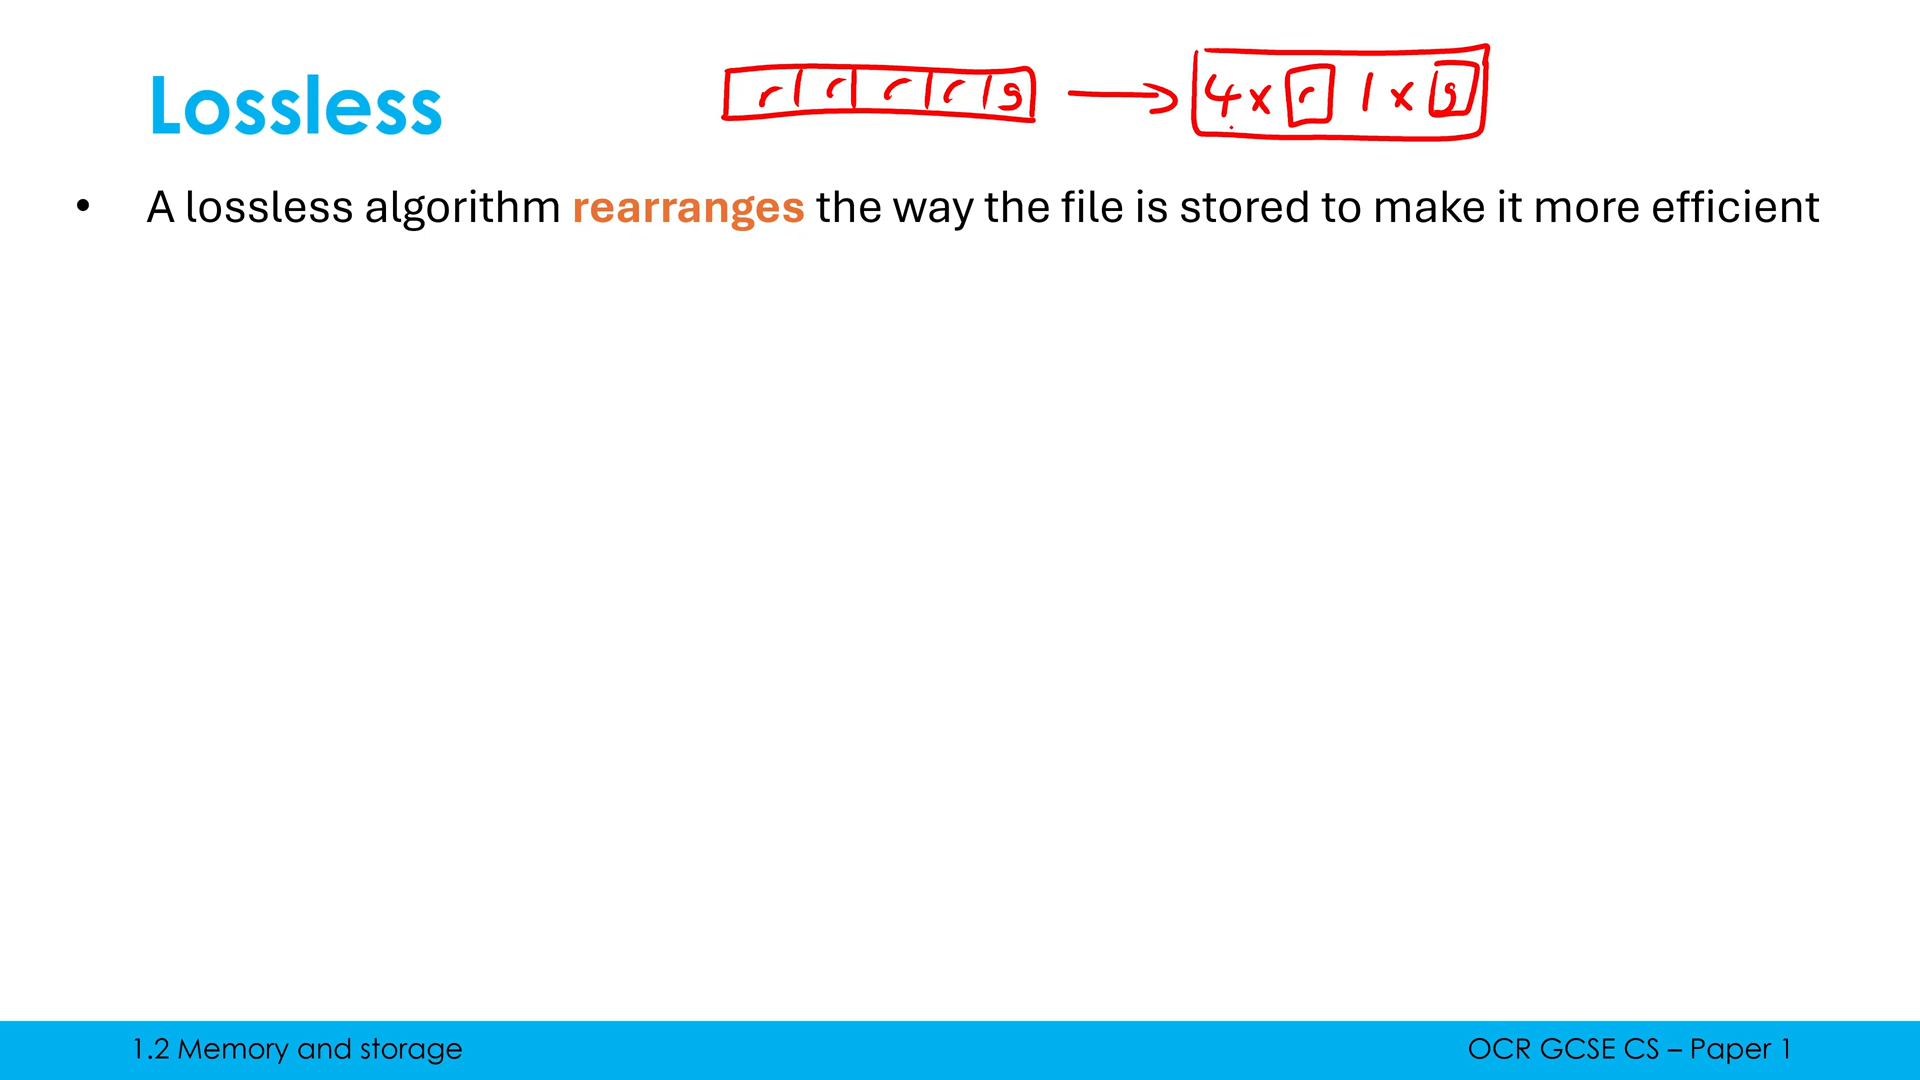 Lossless
r r r r g → 4 x r 1 x g
• A lossless algorithm rearranges the way the file is stored to make it more efficient
1.2 Memory and storage
OCR GCSE CS – Paper 1